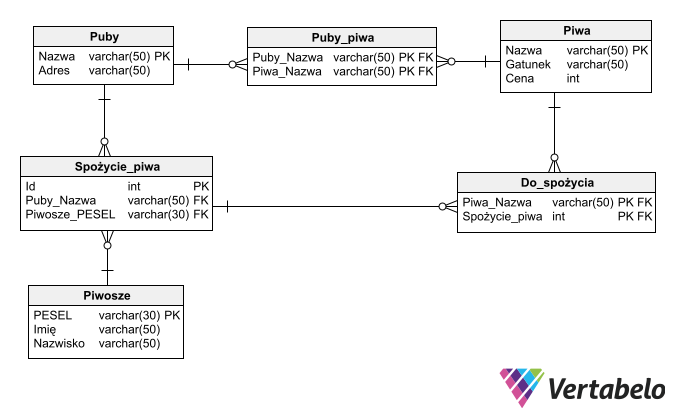 Puby
Nazwa varchar(50) PK
Adres varchar(50)
Puby_piwa
Puby_Nazwa varchar(50) PK FK
Piwa_Nazwa varchar(50) PK FK
Piwa
Nazwa varchar(50) PK
Gatunek varchar(50)
Cena int
Spożycie_piwa
Id int PK
Puby_Nazwa varchar(50) FK
Piwosze_PESEL varchar(30) FK
Do_spożycia
Piwa_Nazwa varchar(50) PK FK
Spożycie_piwa int PK FK
Piwosze
PESEL varchar(30) PK
Imię varchar(50)
Nazwisko varchar(50)
Vertabelo